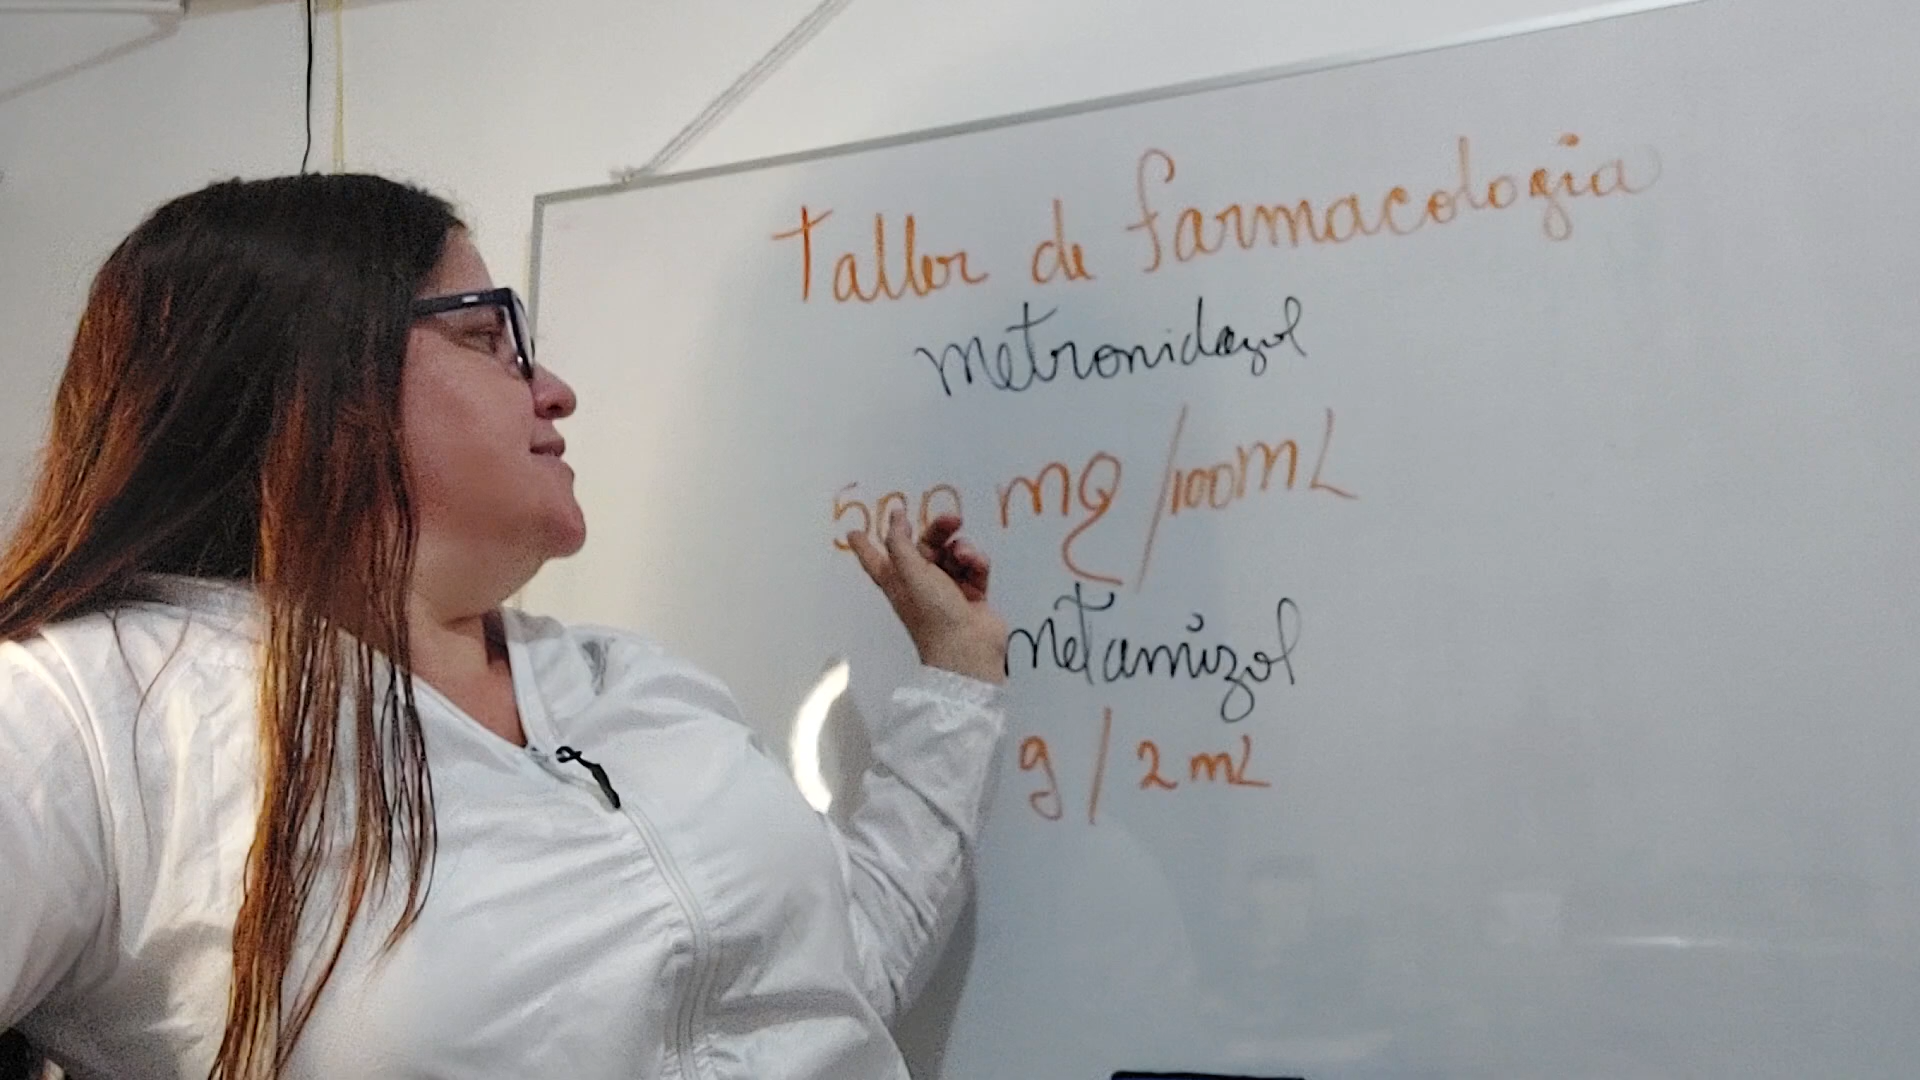 Taller de farmacologia
Metronidazol
500 mg/100mL
Metamizol
g/2mL